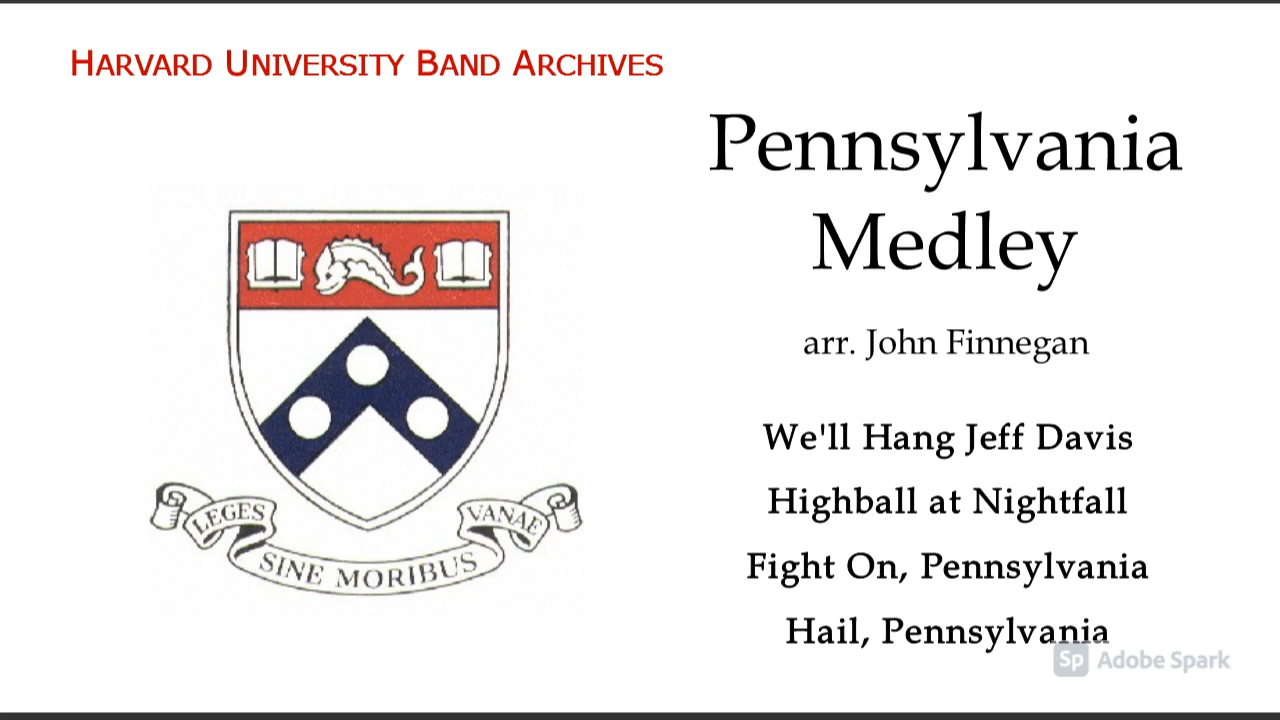 HARVARD UNIVERSITY BAND ARCHIVES
Pennsylvania
Medley
arr. John Finnegan
We'll Hang Jeff Davis
Highball at Nightfall
Fight On, Pennsylvania
Hail, Pennsylvania
LEGES
SINE MORIBUS
VANAE
Sp Adobe Spark